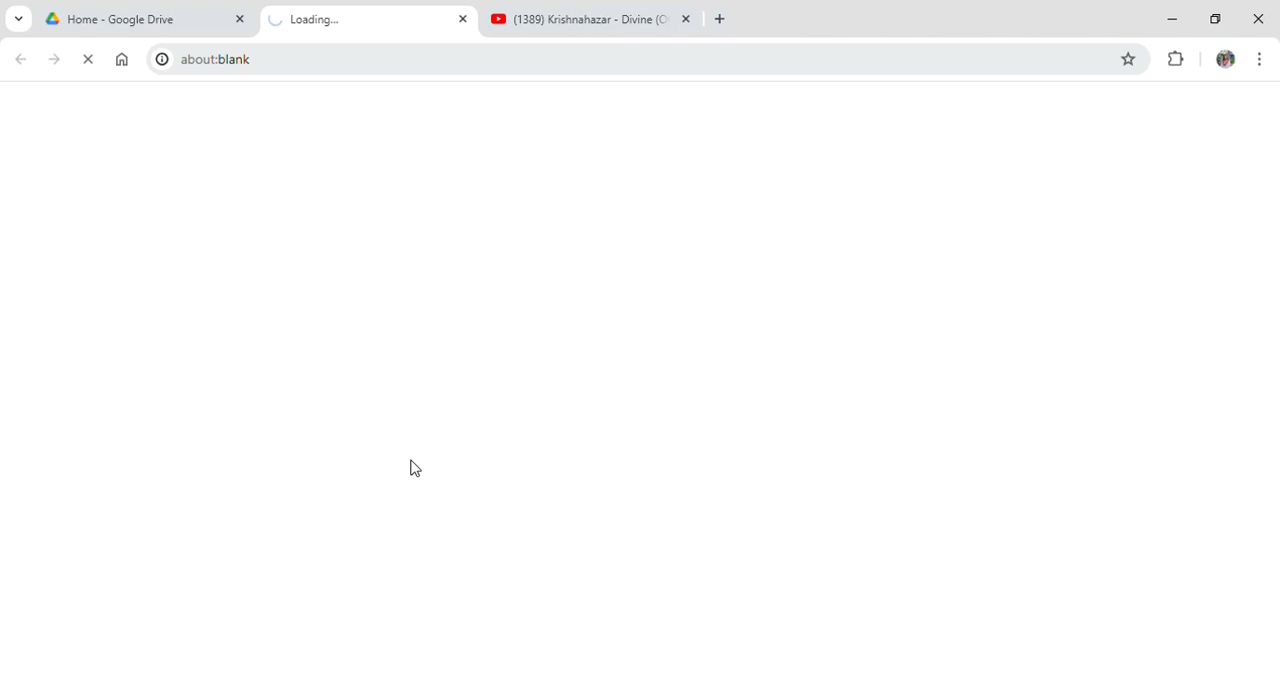 Home - Google Drive
Loading...
(1389) Krishnahazar - Divine (O
about:blank